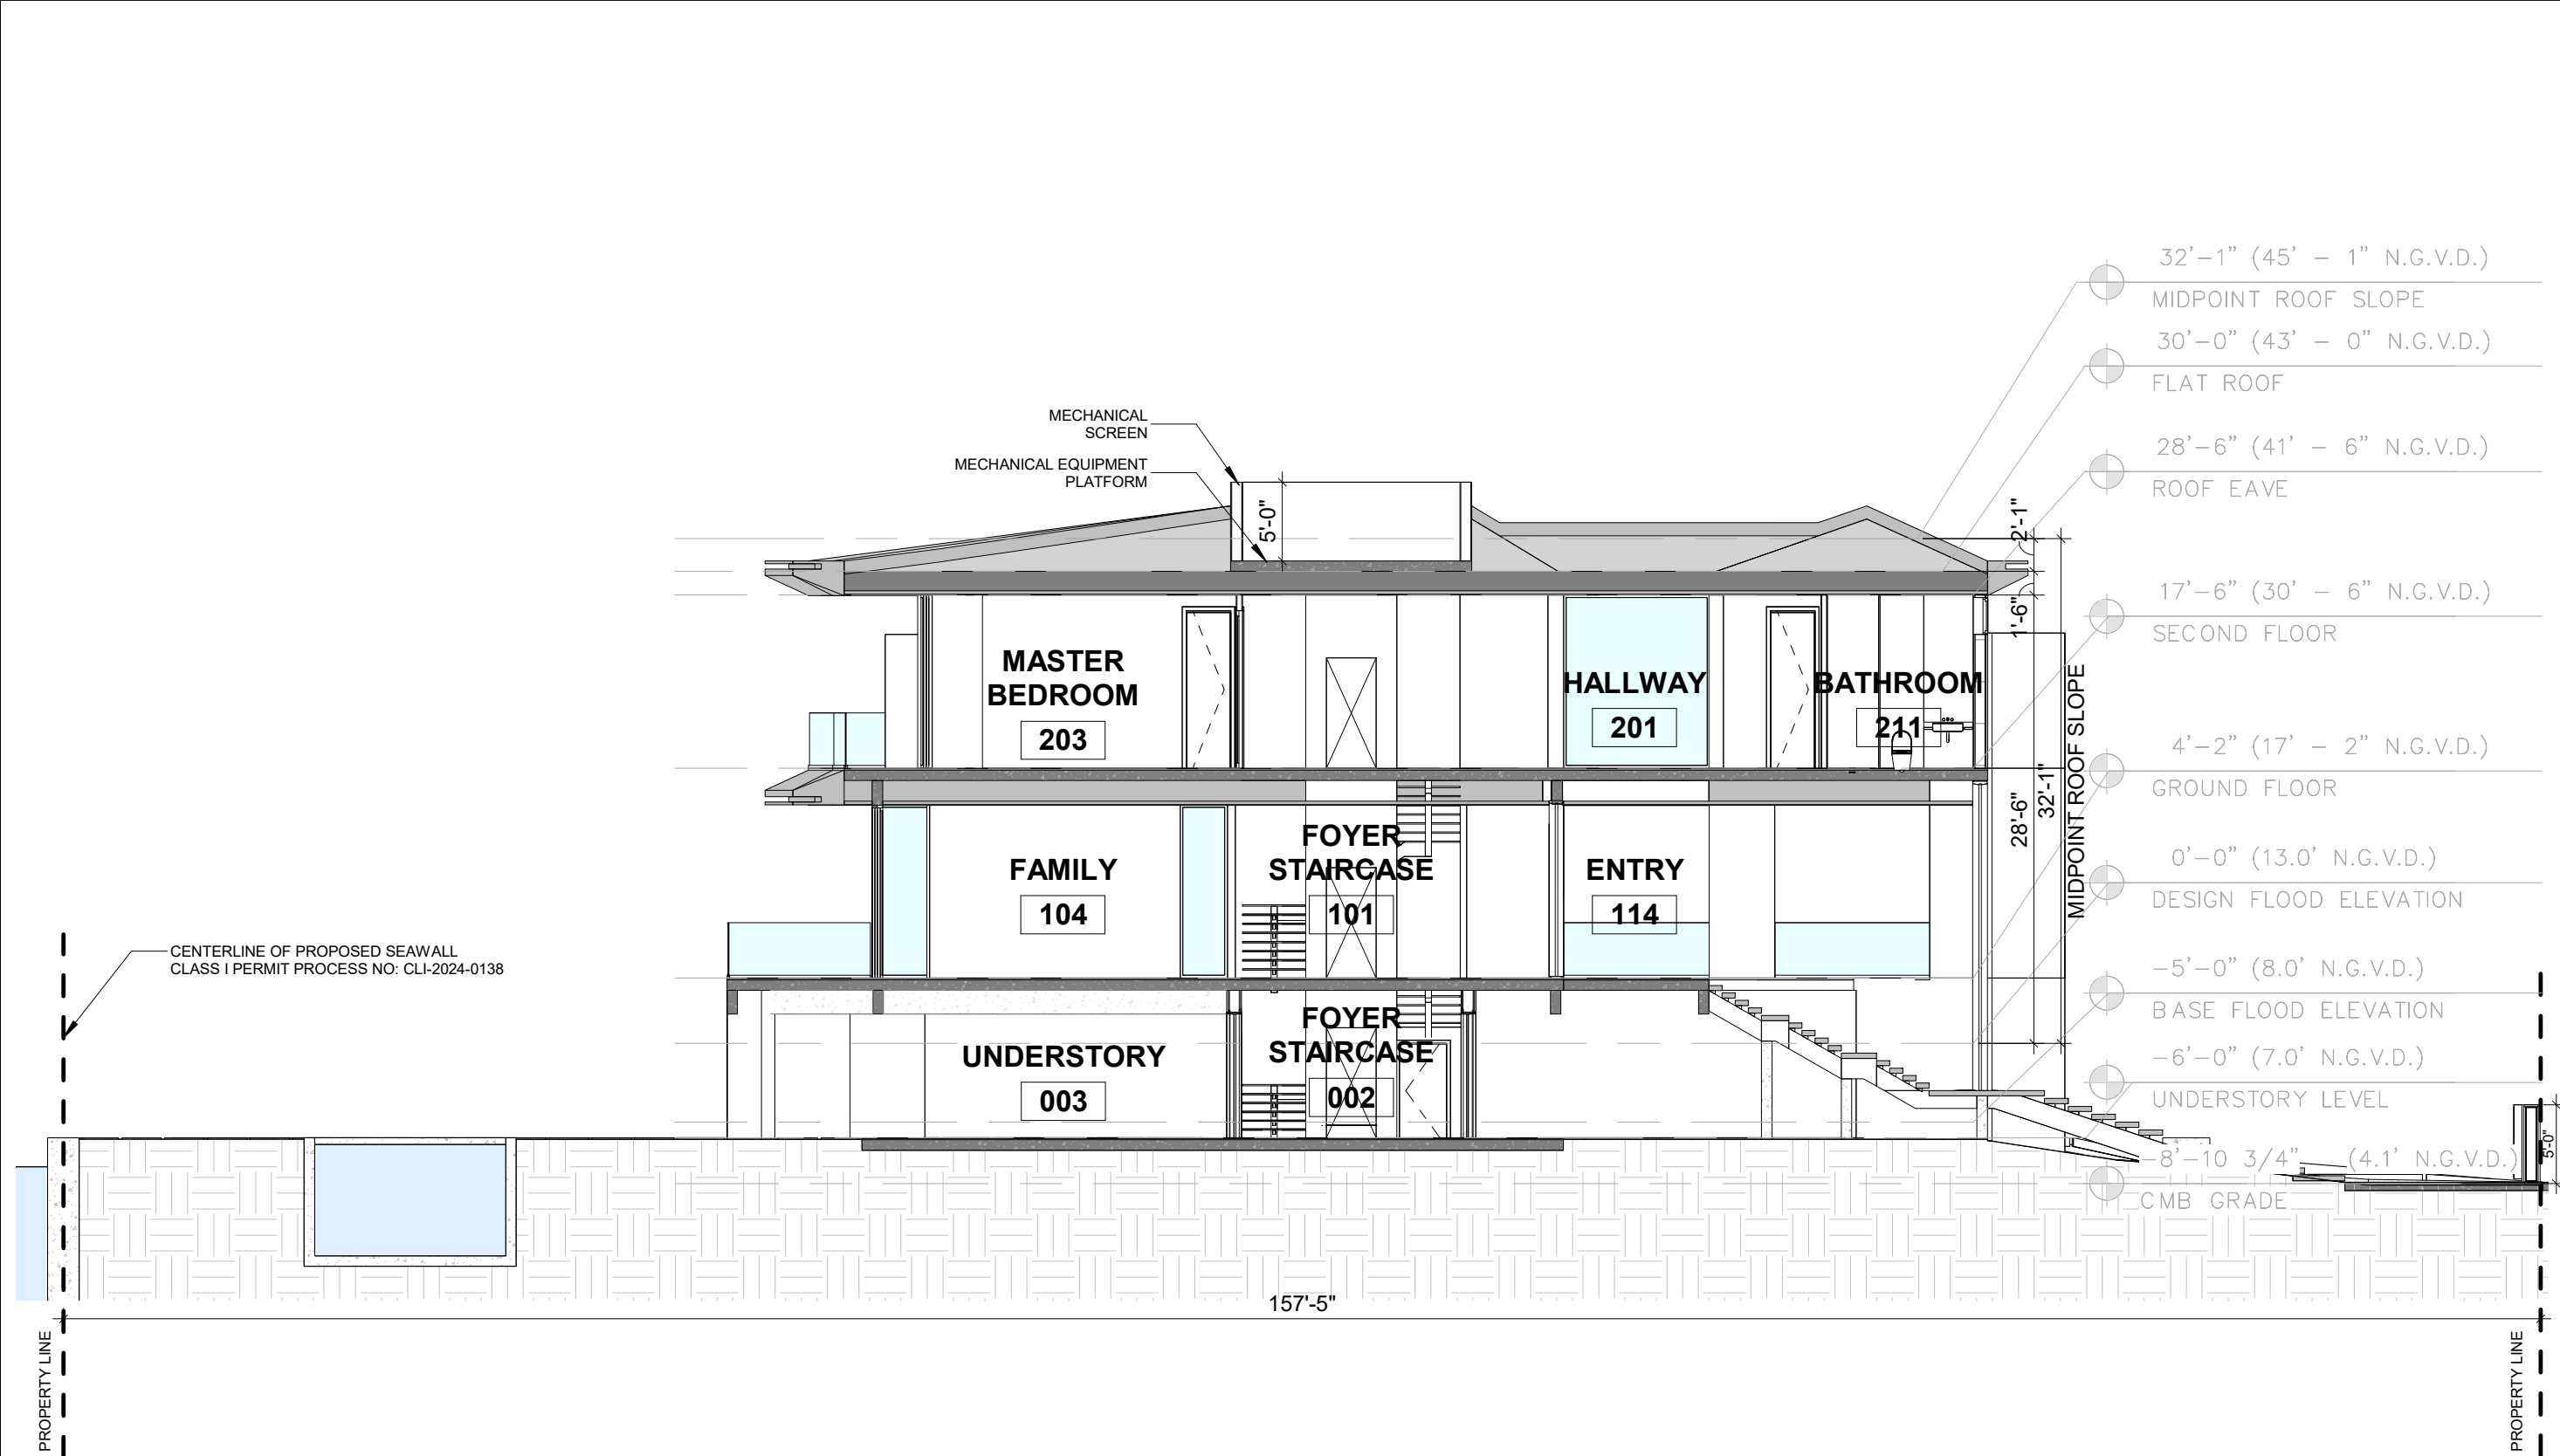 32'-1" (45' - 1" N.G.V.D.)
MIDPOINT ROOF SLOPE
30'-0" (43' - 0" N.G.V.D.)
FLAT ROOF
28'-6" (41' - 6" N.G.V.D.)
ROOF EAVE
MECHANICAL
SCREEN
MECHANICAL EQUIPMENT
PLATFORM
5'-0"
2'-1"
1'-6"
17'-6" (30' - 6" N.G.V.D.)
SECOND FLOOR
MASTER
BEDROOM
203
HALLWAY
201
BATHROOM
211
4'-2" (17' - 2" N.G.V.D.)
GROUND FLOOR
28'-6"
32'-1"
MIDPOINT ROOF SLOPE
FAMILY
104
FOYER
STAIRCASE
101
ENTRY
114
0'-0" (13.0' N.G.V.D.)
DESIGN FLOOD ELEVATION
CENTERLINE OF PROPOSED SEAWALL
CLASS I PERMIT PROCESS NO: CLI-2024-0138
-5'-0" (8.0' N.G.V.D.)
BASE FLOOD ELEVATION
UNDERSTORY
003
FOYER
STAIRCASE
002
-6'-0" (7.0' N.G.V.D.)
UNDERSTORY LEVEL
-8'-10 3/4" (4.1' N.G.V.D.)
CMB GRADE
5'-0"
157'-5"
PROPERTY LINE
PROPERTY LINE